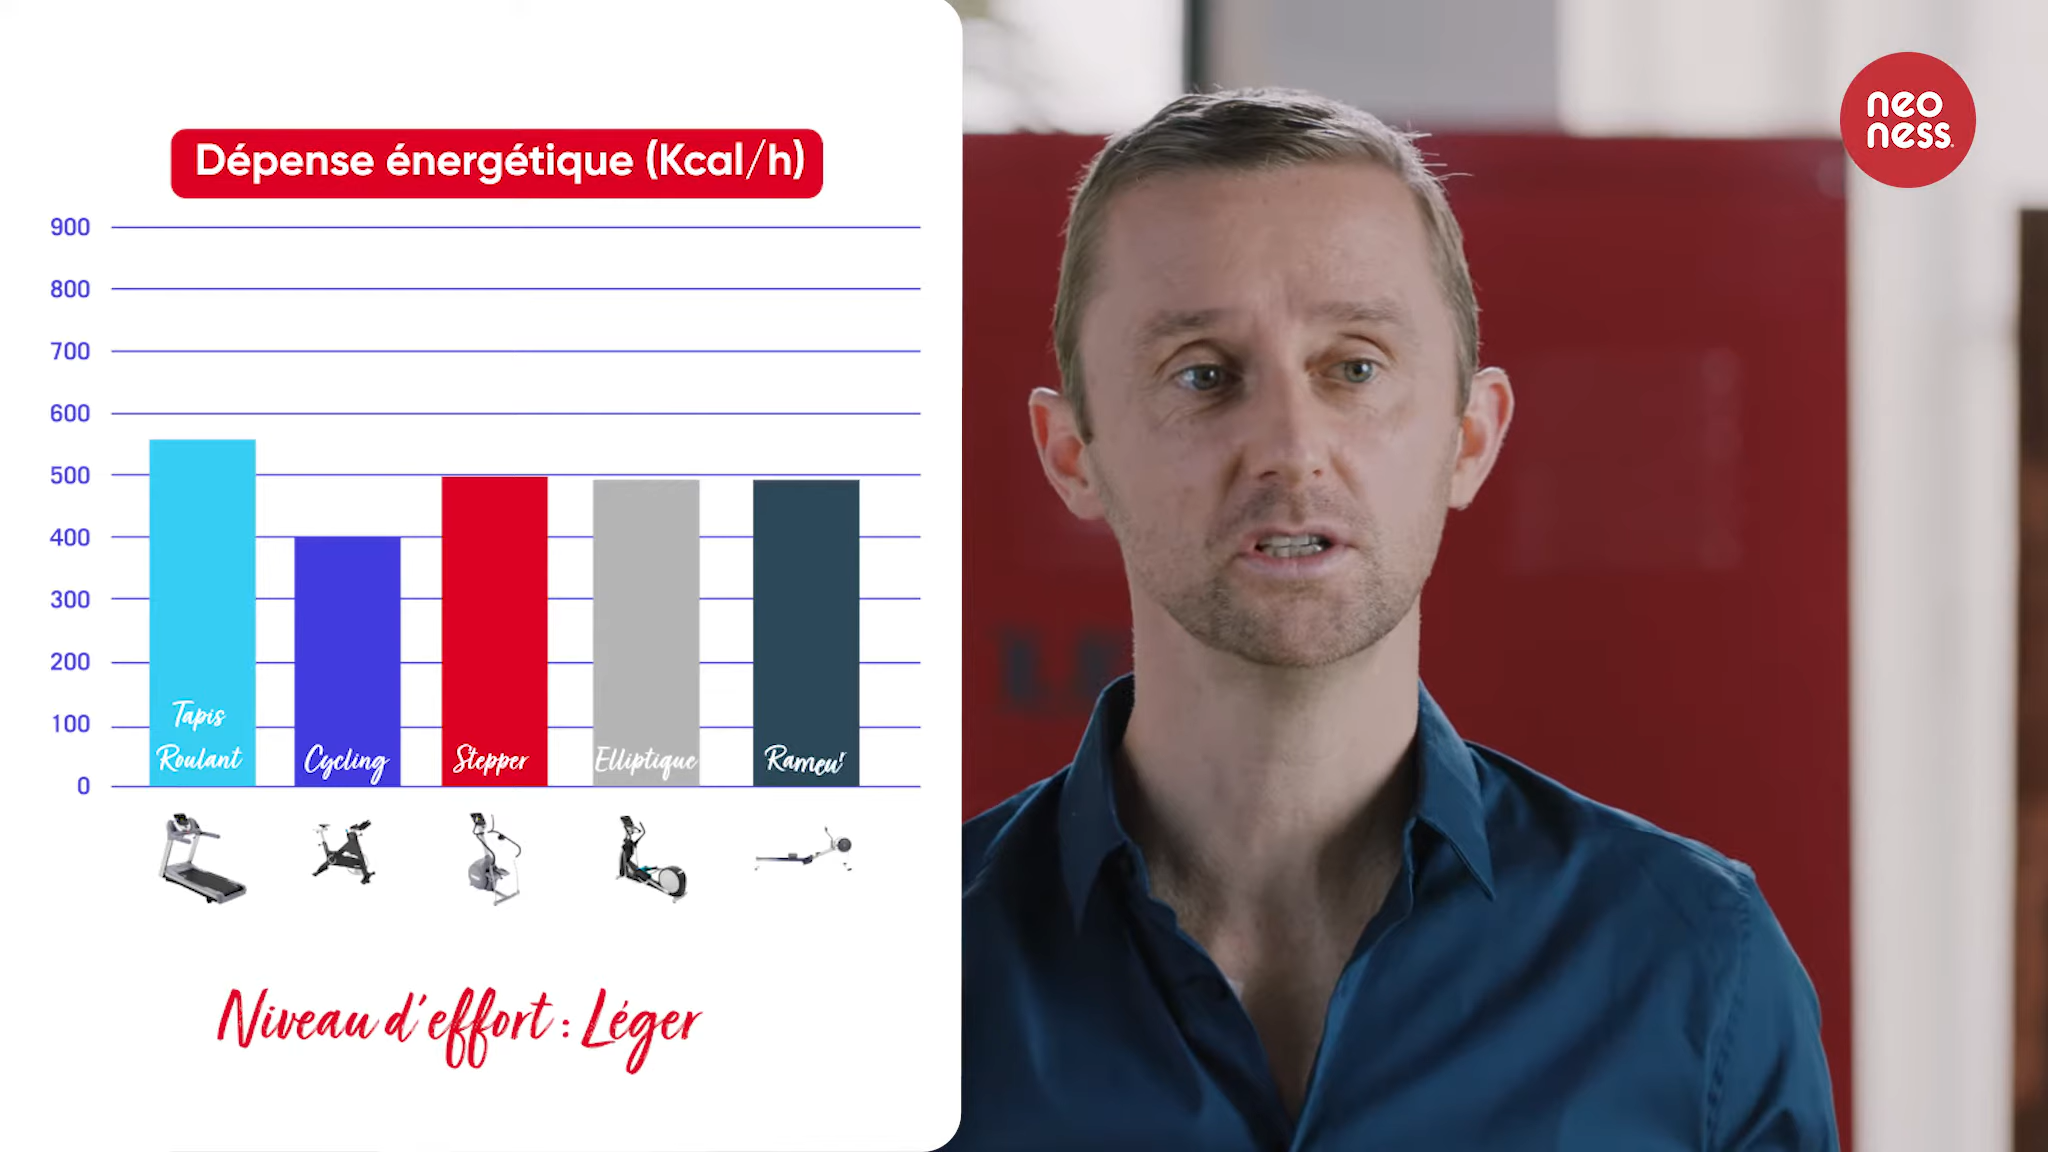 Dépense énergétique (Kcal/h)
900
800
700
600
500
400
300
200
100
0
Tapis
Roulant
Cycling
Stepper
Elliptique
Rameur
Niveau d'effort : Léger
neo
ness